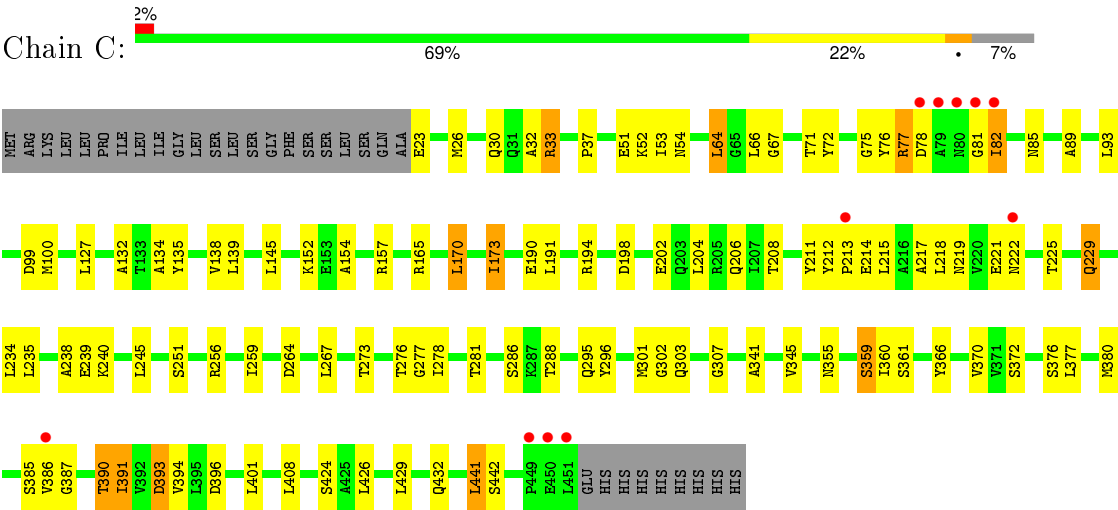 2%
Chain C:
69% 22% • 7%
MET ARG LYS LEU LEU PRO ILE LEU ILE GLY LEU SER LEU SER GLY PHE SER SER LEU SER GLN ALA E23 M26 Q30 Q31 A32 R33 P37 E51 K52 I53 N54 L64 G65 L66 G67 T71 Y72 G75 Y76 R77 D78 A79 N80 G81 I82 N85 A89 L93
D99 M100 L127 A132 T133 A134 Y135 V138 L139 L145 K152 E153 A154 R157 R165 L170 I173 E190 L191 R194 D198 E202 Q203 L204 R205 Q206 I207 T208 Y211 Y212 P213 E214 L215 A216 A217 L218 N219 V220 E221 N222 T225 Q229
L234 L235 A238 E239 K240 L245 S251 R256 I259 D264 L267 T273 T276 G277 I278 T281 S286 K287 T288 Q295 Y296 M301 G302 Q303 G307 A341 V345 N355 S359 I360 S361 Y366 V370 V371 S372 S376 L377 M380
S385 V386 G387 T390 I391 V392 D393 V394 L395 D396 L401 L408 S424 A425 L426 L429 Q432 L441 S442 P449 E450 L451 GLU HIS HIS HIS HIS HIS HIS HIS HIS